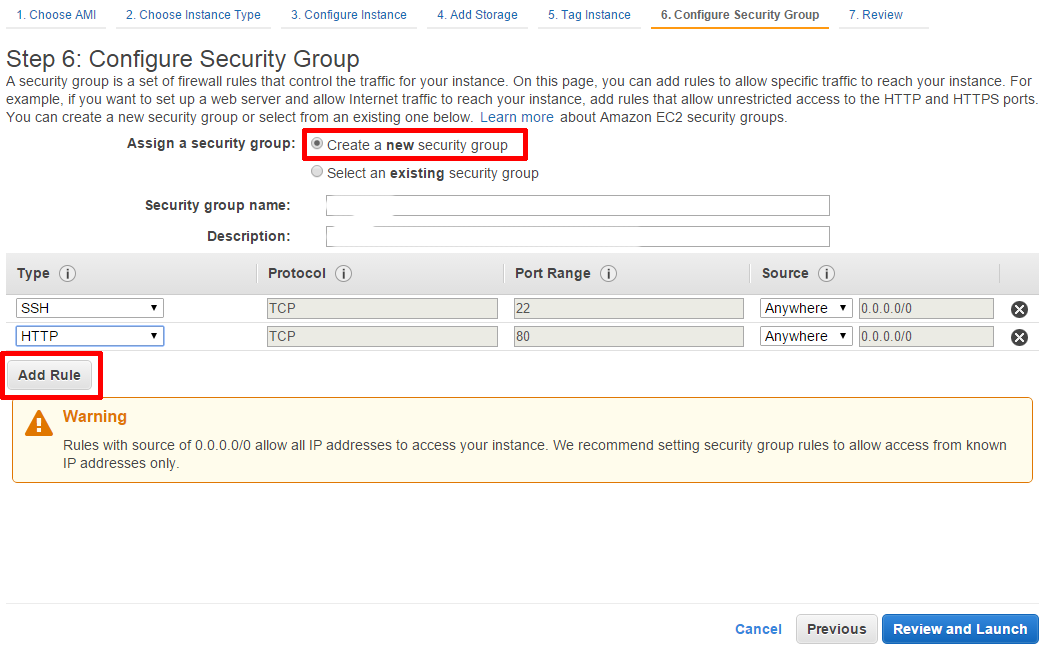 1. Choose AMI 2. Choose Instance Type 3. Configure Instance 4. Add Storage 5. Tag Instance 6. Configure Security Group 7. Review
Step 6: Configure Security Group
A security group is a set of firewall rules that control the traffic for your instance. On this page, you can add rules to allow specific traffic to reach your instance. For
example, if you want to set up a web server and allow Internet traffic to reach your instance, add rules that allow unrestricted access to the HTTP and HTTPS ports.
You can create a new security group or select from an existing one below. Learn more about Amazon EC2 security groups.
Assign a security group: Create a new security group
Select an existing security group
Security group name:
Description:
Type i Protocol i Port Range i Source i
SSH TCP 22 Anywhere 0.0.0.0/0
HTTP TCP 80 Anywhere 0.0.0.0/0
Add Rule
Warning
Rules with source of 0.0.0.0/0 allow all IP addresses to access your instance. We recommend setting security group rules to allow access from known
IP addresses only.
Cancel Previous Review and Launch